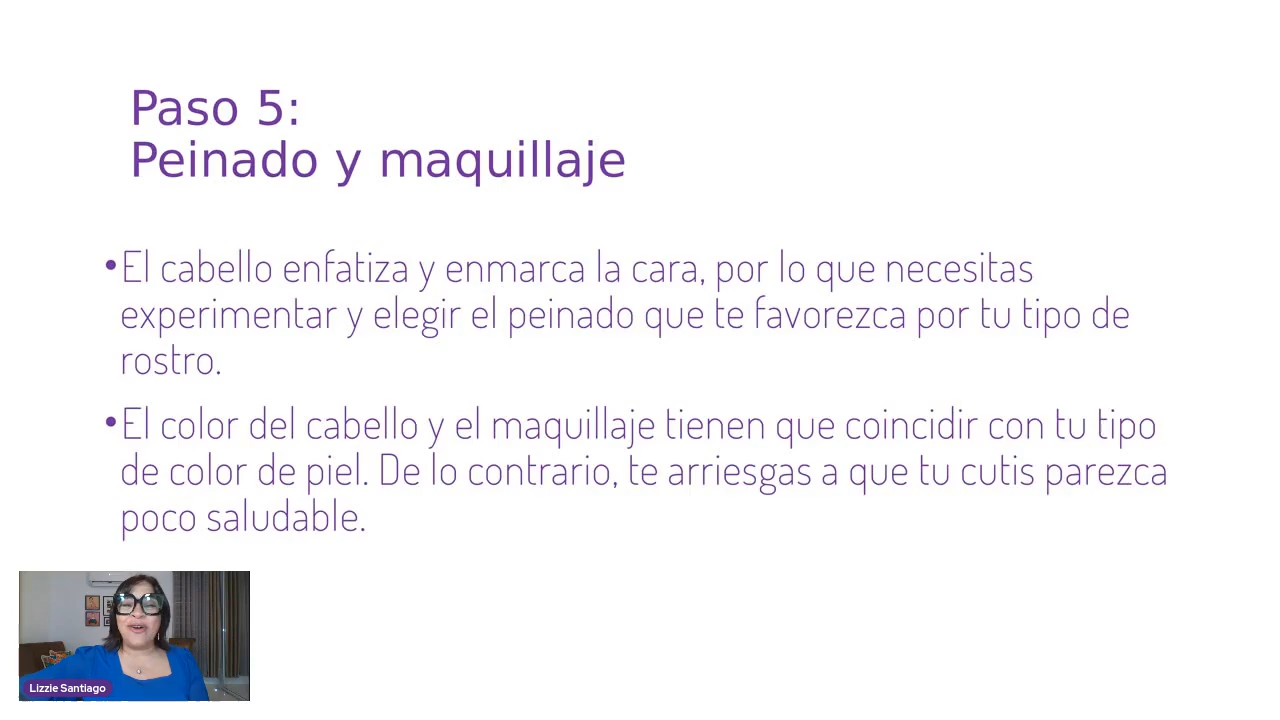 Paso 5:
Peinado y maquillaje
•El cabello enfatiza y enmarca la cara, por lo que necesitas
experimentar y elegir el peinado que te favorezca por tu tipo de
rostro.
•El color del cabello y el maquillaje tienen que coincidir con tu tipo
de color de piel. De lo contrario, te arriesgas a que tu cutis parezca
poco saludable.
Lizzie Santiago